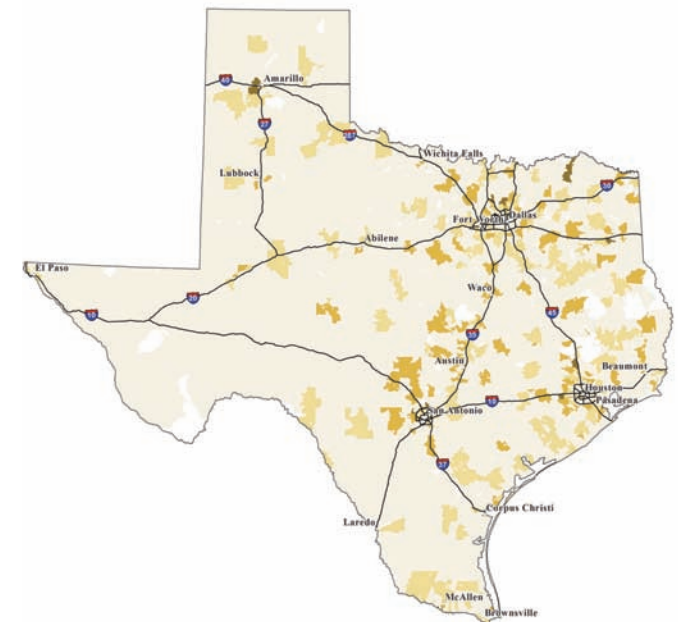 40
Amarillo
27
287
Wichita Falls
Lubbock
30
Fort Worth
Dallas
Abilene
El Paso
20
Waco
10
45
35
Austin
Beaumont
Houston
10
Pasadena
San Antonio
37
Corpus Christi
Laredo
McAllen
Brownsville